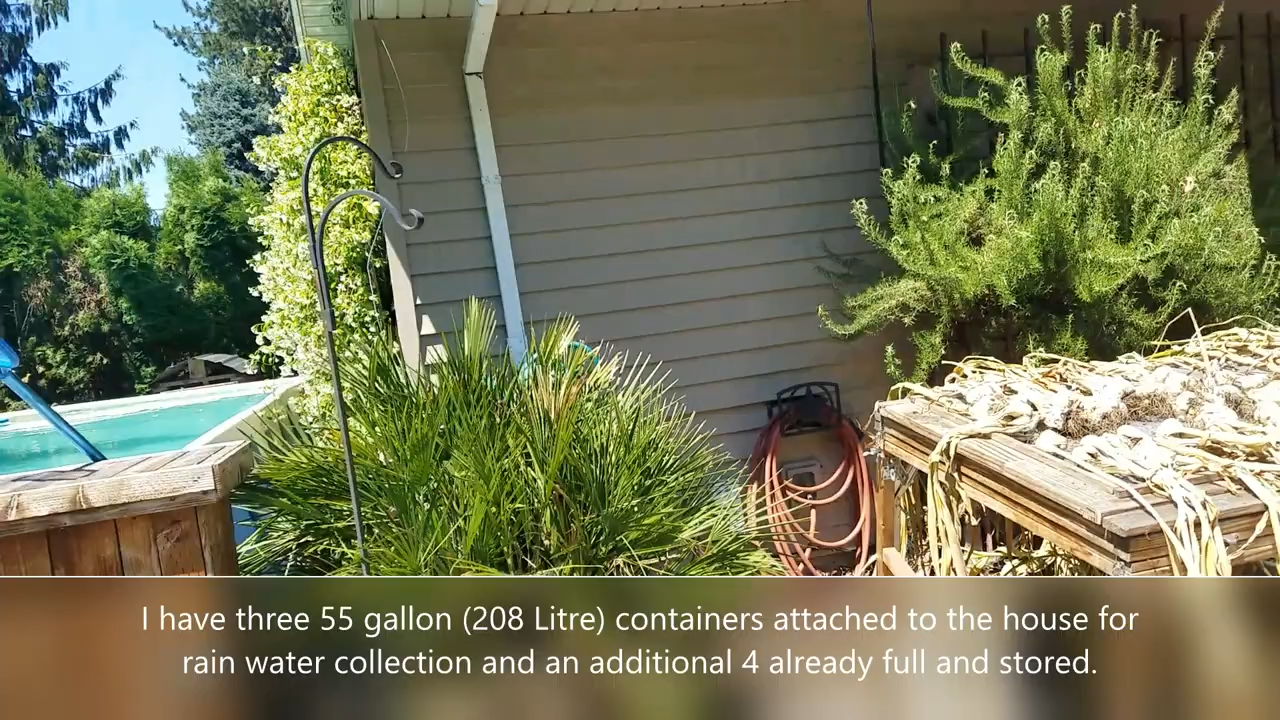 I have three 55 gallon (208 Litre) containers attached to the house for
rain water collection and an additional 4 already full and stored.